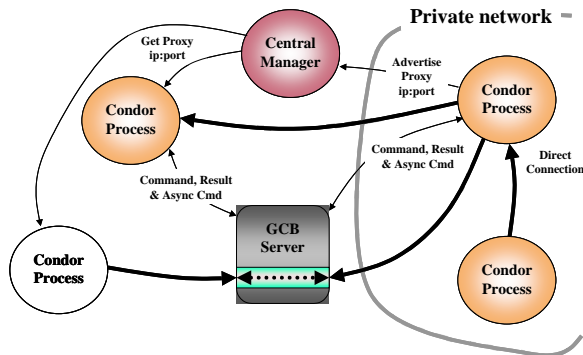 Private network
Get Proxy
ip:port
Central
Manager
Advertise
Proxy
ip:port
Condor
Process
Condor
Process
Command, Result
& Async Cmd
Direct
Connection
Command, Result
& Async Cmd
GCB
Server
Condor
Process
Condor
Process